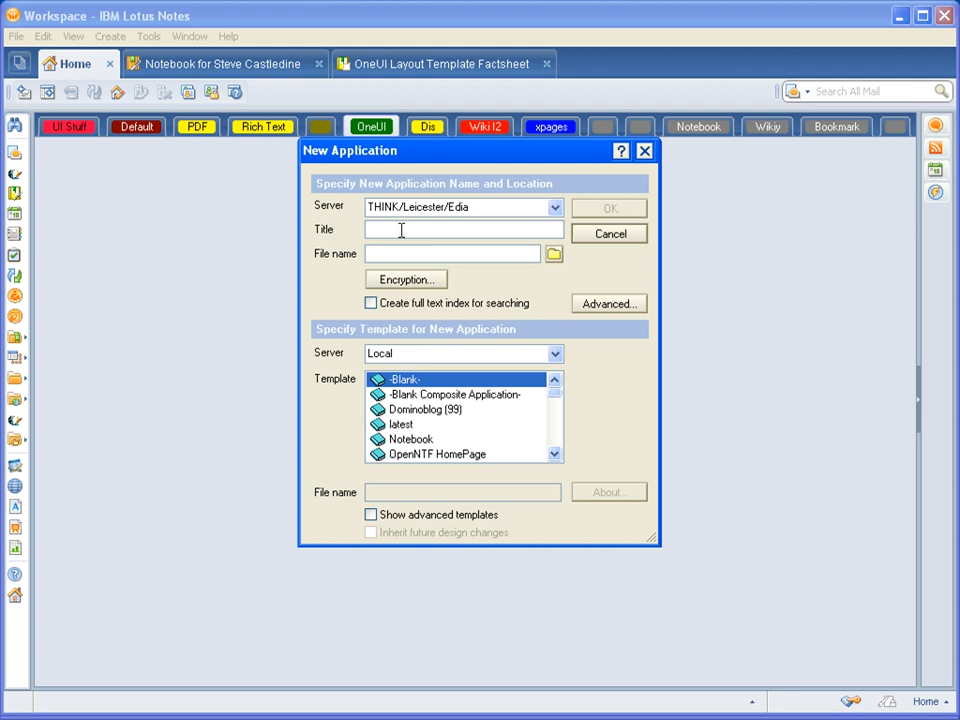 Workspace - IBM Lotus Notes
File Edit View Create Tools Window Help
Home Notebook for Steve Castledine OneUI Layout Template Factsheet
Search All Mail
UI Stuff Default PDF Rich Text OneUI Dis Wiki I2 xpages Notebook Wikiy Bookmark
New Application
Specify New Application Name and Location
Server THINK/Leicester/Edia OK
Title Cancel
File name
Encryption...
Create full text index for searching Advanced...
Specify Template for New Application
Server Local
Template -Blank-
-Blank Composite Application-
Dominoblog (99)
latest
Notebook
OpenNTF HomePage
File name About...
Show advanced templates
Inherit future design changes
Home